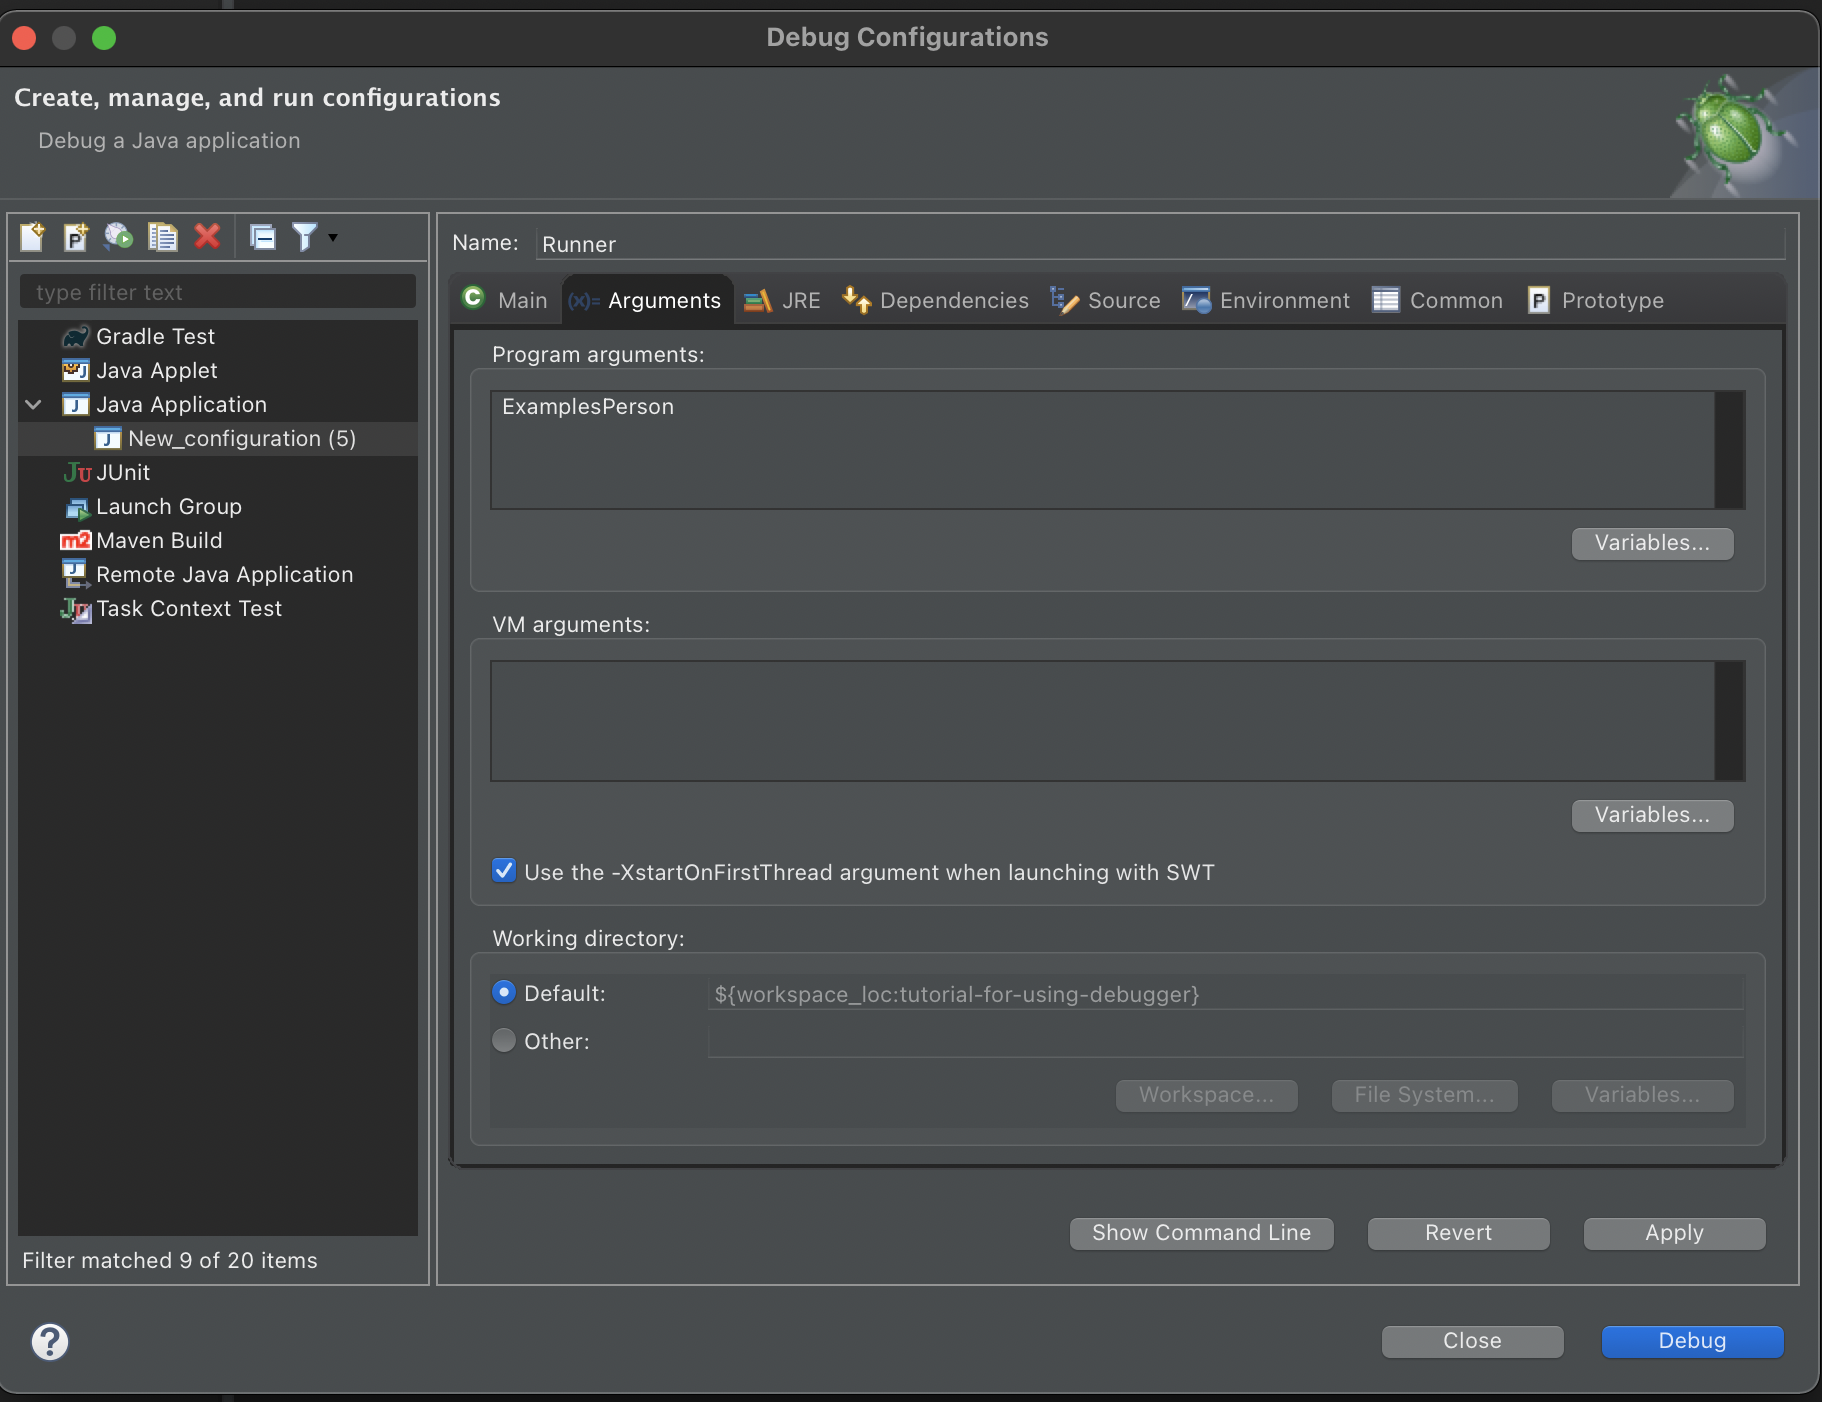 Debug Configurations
Create, manage, and run configurations
Debug a Java application
type filter text
Gradle Test
Java Applet
Java Application
New_configuration (5)
JUnit
Launch Group
Maven Build
Remote Java Application
Task Context Test
Filter matched 9 of 20 items
Name: Runner
Main (x)= Arguments JRE Dependencies Source Environment Common Prototype
Program arguments:
ExamplesPerson
Variables...
VM arguments:
Variables...
Use the -XstartOnFirstThread argument when launching with SWT
Working directory:
Default: ${workspace_loc:tutorial-for-using-debugger}
Other:
Workspace... File System... Variables...
Show Command Line Revert Apply
Close Debug